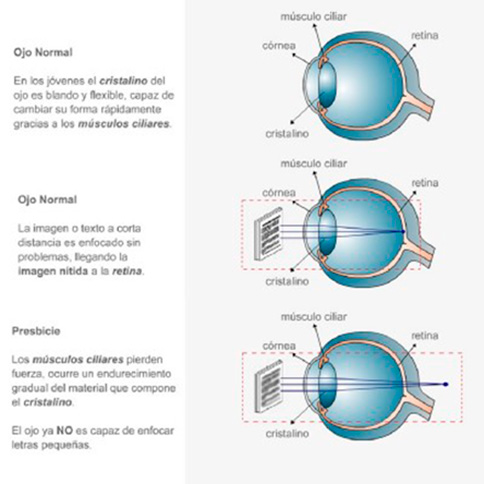 Ojo Normal
En los jóvenes el cristalino del
ojo es blando y flexible, capaz de
cambiar su forma rápidamente
gracias a los músculos ciliares.
músculo ciliar
córnea
retina
cristalino
Ojo Normal
La imagen o texto a corta
distancia es enfocado sin
problemas, llegando la
imagen nítida a la retina.
músculo ciliar
córnea
retina
cristalino
Presbicie
Los músculos ciliares pierden
fuerza, ocurre un endurecimiento
gradual del material que compone
el cristalino.
El ojo ya NO es capaz de enfocar
letras pequeñas.
músculo ciliar
córnea
retina
cristalino